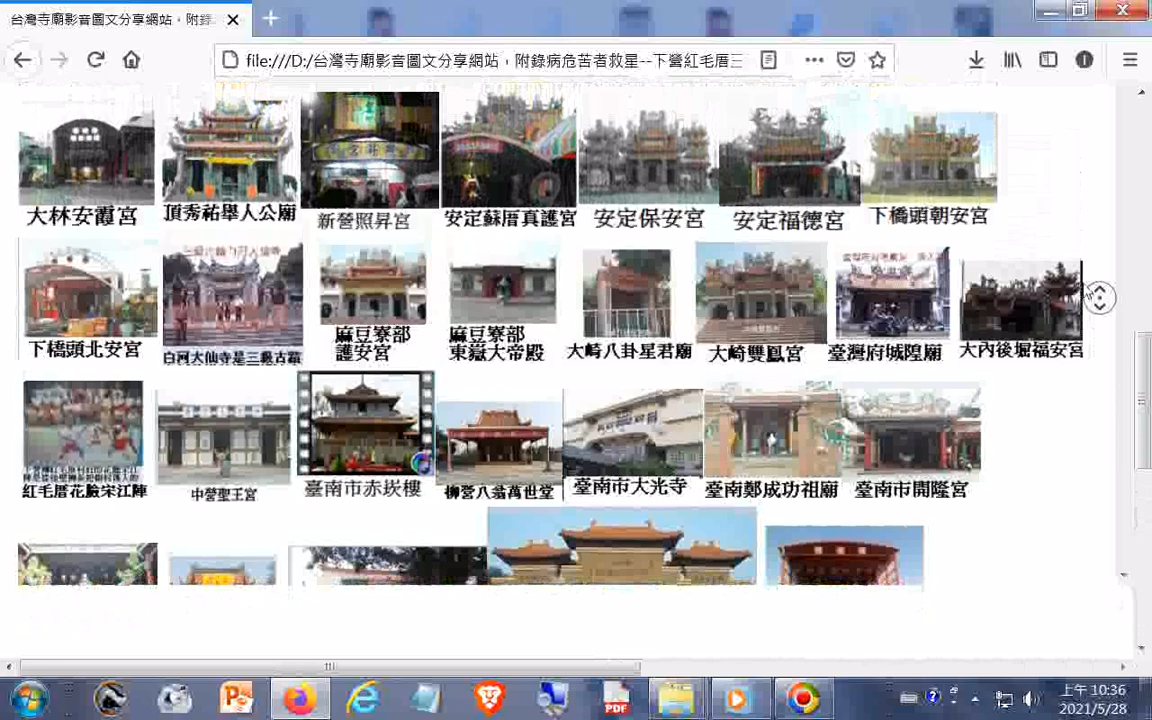 台灣寺廟影音圖文分享網站，附錄
file:///D:/台灣寺廟影音圖文分享網站，附錄病危苦者救星--下營紅毛厝三
大林安霞宮
頂秀祐舉人公廟
新營照昇宮
安定蘇厝真護宮
安定保安宮
安定福德宮
下橋頭朝安宮
下橋頭北安宮
白河大仙寺是三級古蹟
麻豆寮部
護安宮
麻豆寮部
東嶽大帝殿
大崎八卦星君廟
大崎雙鳳宮
臺灣府城隍廟
大內後堀福安宮
紅毛厝花臉宋江陣
中營聖王宮
臺南市赤崁樓
柳營八翁萬世堂
臺南市大光寺
臺南鄭成功祖廟
臺南市開隆宮
PDF
上午 10:36
2021/5/28